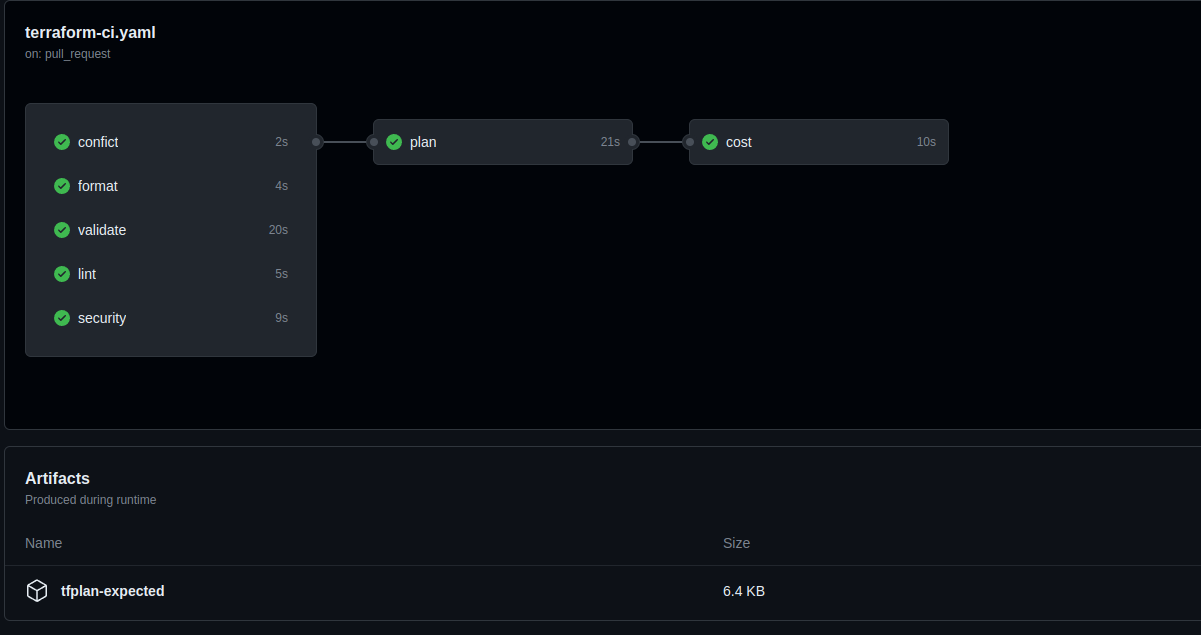 terraform-ci.yaml
on: pull_request
confict 2s
plan 21s
cost 10s
format 4s
validate 20s
lint 5s
security 9s
Artifacts
Produced during runtime
Name Size
tfplan-expected 6.4 KB